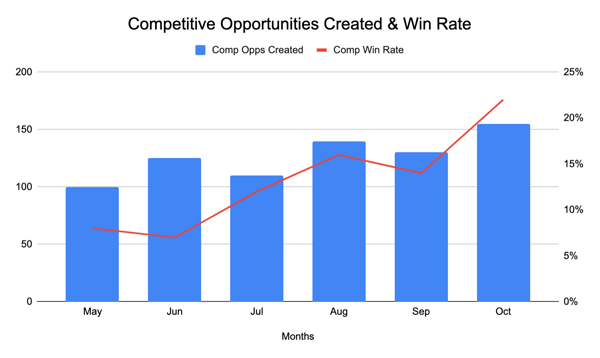 Competitive Opportunities Created & Win Rate
Comp Opps Created Comp Win Rate
200 25%
20%
150
15%
100
10%
50
5%
0 0%
May Jun Jul Aug Sep Oct
Months